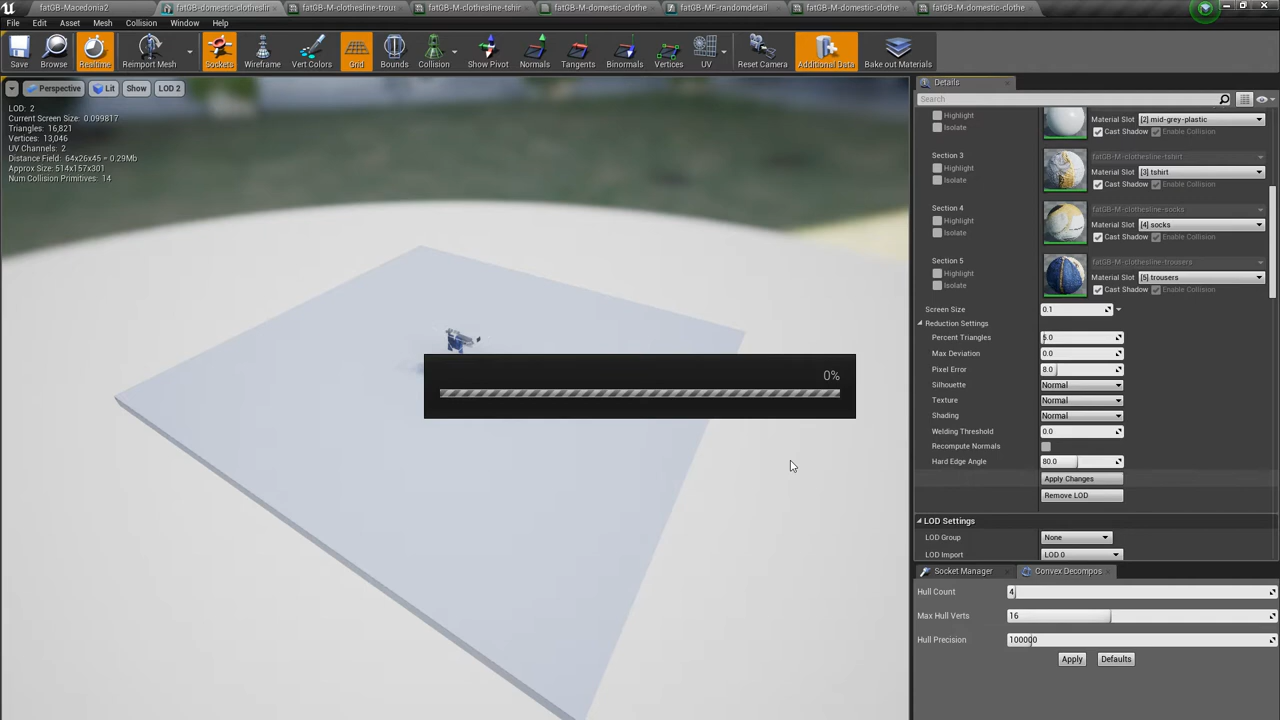 fatGB-Macedonia2
fatGB-domestic-clotheslin
fatGB-M-clothesline-trou
fatGB-M-clothesline-tshir
fatGB-M-domestic-clothe
fatGB-MF-randomdetail
fatGB-M-domestic-clothe
fatGB-M-domestic-clothe
File Edit Asset Mesh Collision Window Help
Save Browse Realtime Reimport Mesh Sockets Wireframe Vert Colors Grid Bounds Collision Show Pivot Normals Tangents Binormals Vertices UV Reset Camera Additional Data Bake out Materials
Perspective Lit Show LOD 2
LOD: 2
Current Screen Size: 0.099817
Triangles: 16,821
Vertices: 13,046
UV Channels: 2
Distance Field: 64x26x45 = 0.29Mb
Approx Size: 514x157x301
Num Collision Primitives: 14
0%
Details
Search
Highlight
Isolate
Material Slot [2] mid-grey-plastic
Cast Shadow Enable Collision
Section 3
Highlight
Isolate
fatGB-M-clothesline-tshirt
Material Slot [3] tshirt
Cast Shadow Enable Collision
Section 4
Highlight
Isolate
fatGB-M-clothesline-socks
Material Slot [4] socks
Cast Shadow Enable Collision
Section 5
Highlight
Isolate
fatGB-M-clothesline-trousers
Material Slot [5] trousers
Cast Shadow Enable Collision
Screen Size 0.1
Reduction Settings
Percent Triangles 5.0
Max Deviation 0.0
Pixel Error 8.0
Silhouette Normal
Texture Normal
Shading Normal
Welding Threshold 0.0
Recompute Normals
Hard Edge Angle 80.0
Apply Changes
Remove LOD
LOD Settings
LOD Group None
LOD Import LOD 0
Socket Manager Convex Decompos
Hull Count 4
Max Hull Verts 16
Hull Precision 100000
Apply Defaults